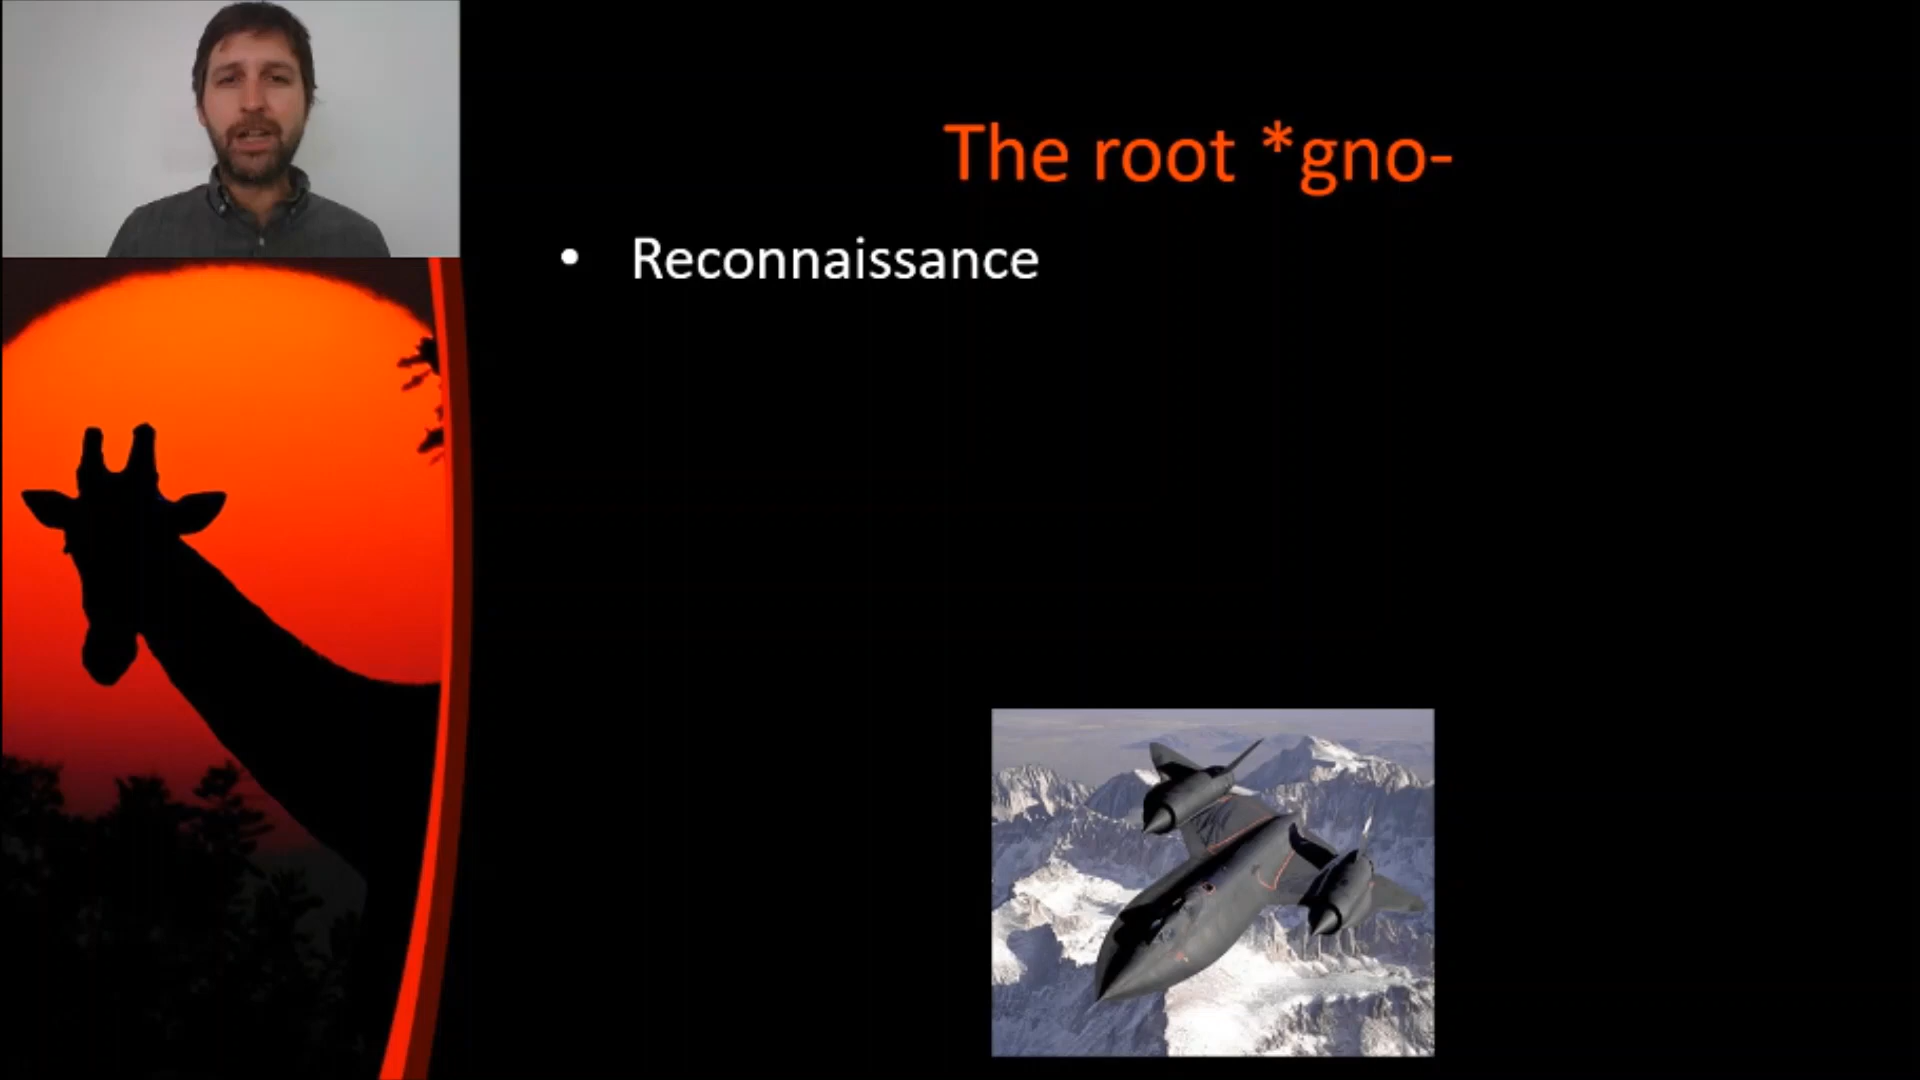 The root *gno-
• Reconnaissance